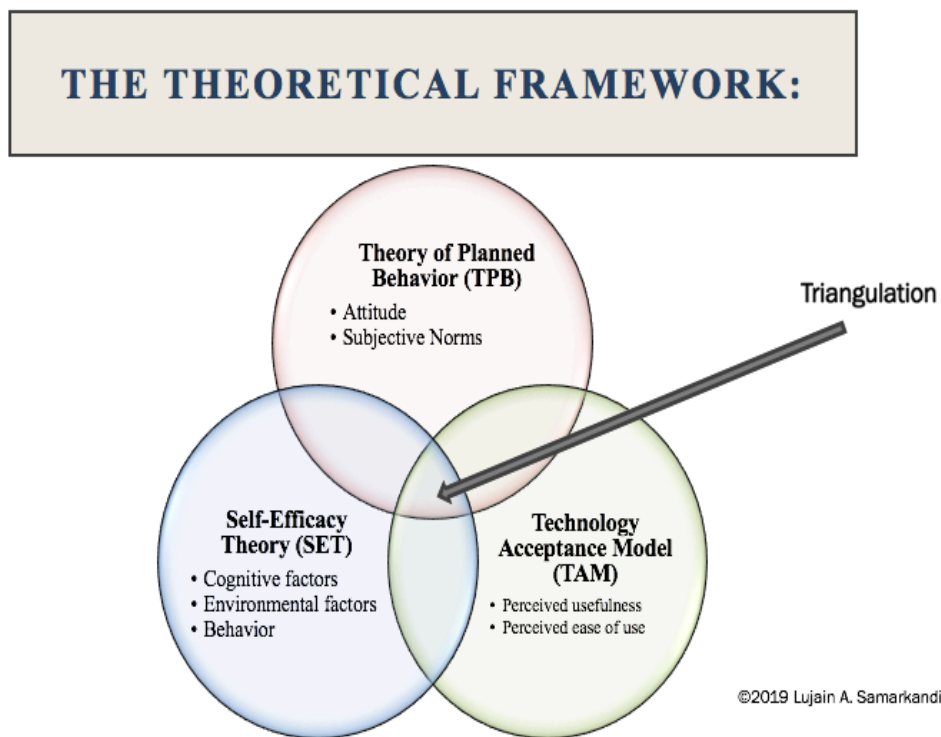 THE THEORETICAL FRAMEWORK:
Theory of Planned
Behavior (TPB)
• Attitude
• Subjective Norms
Triangulation
Self-Efficacy
Theory (SET)
• Cognitive factors
• Environmental factors
• Behavior
Technology
Acceptance Model
(TAM)
• Perceived usefulness
• Perceived ease of use
©2019 Lujain A. Samarkandi